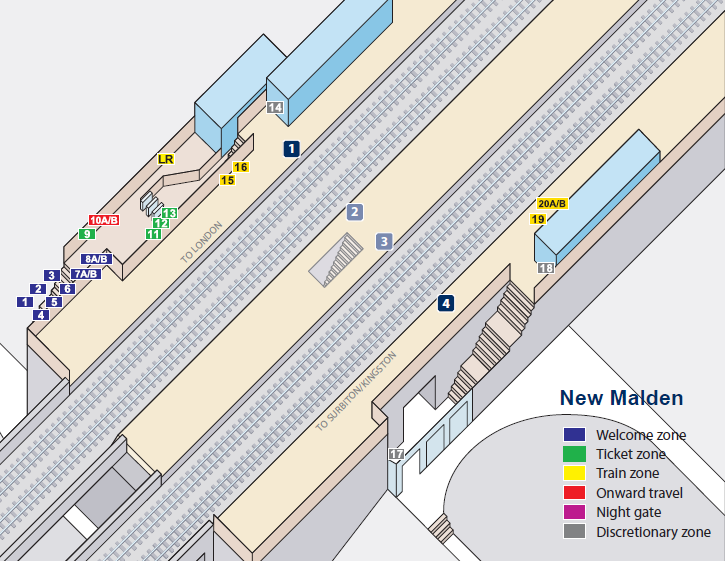 14
1
LR
16
15
20A/B
19
2
13
12
11
10A/B
9
TO LONDON
3
8A/B
7A/B
3
2
6
1
5
4
18
4
TO SURBITON/KINGSTON
17
New Malden
Welcome zone
Ticket zone
Train zone
Onward travel
Night gate
Discretionary zone